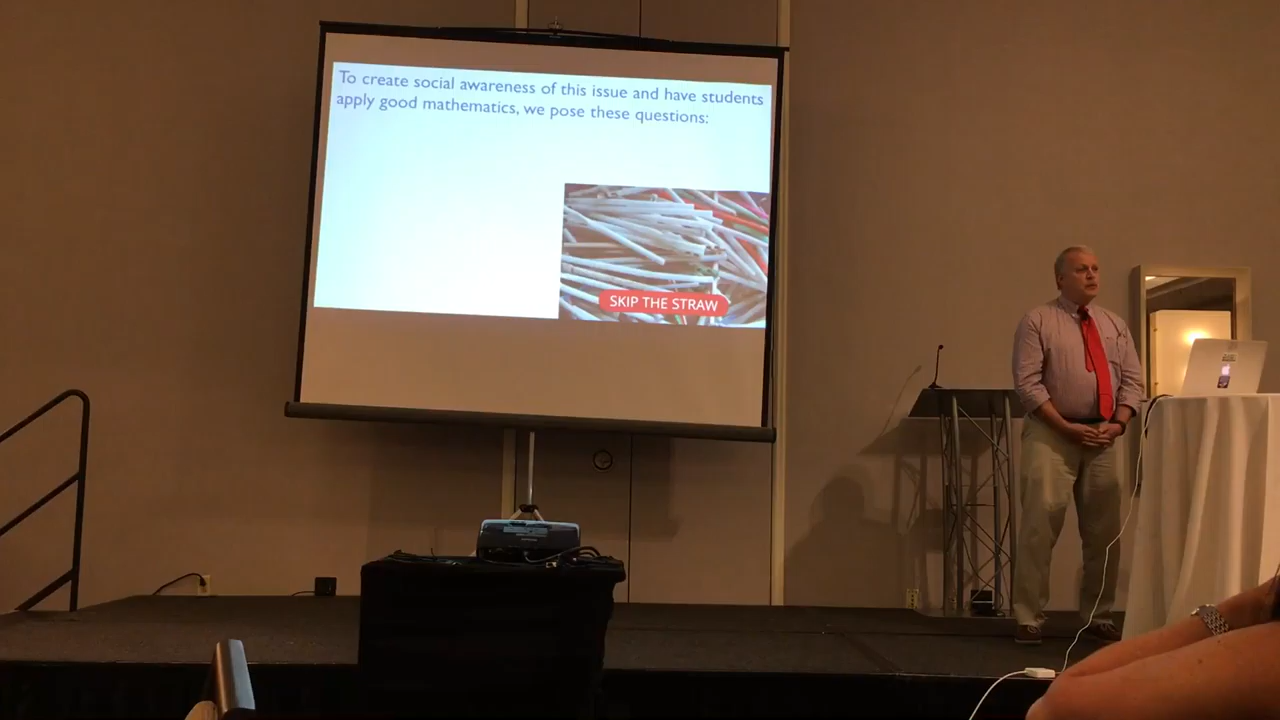 To create social awareness of this issue and have students
apply good mathematics, we pose these questions:
SKIP THE STRAW